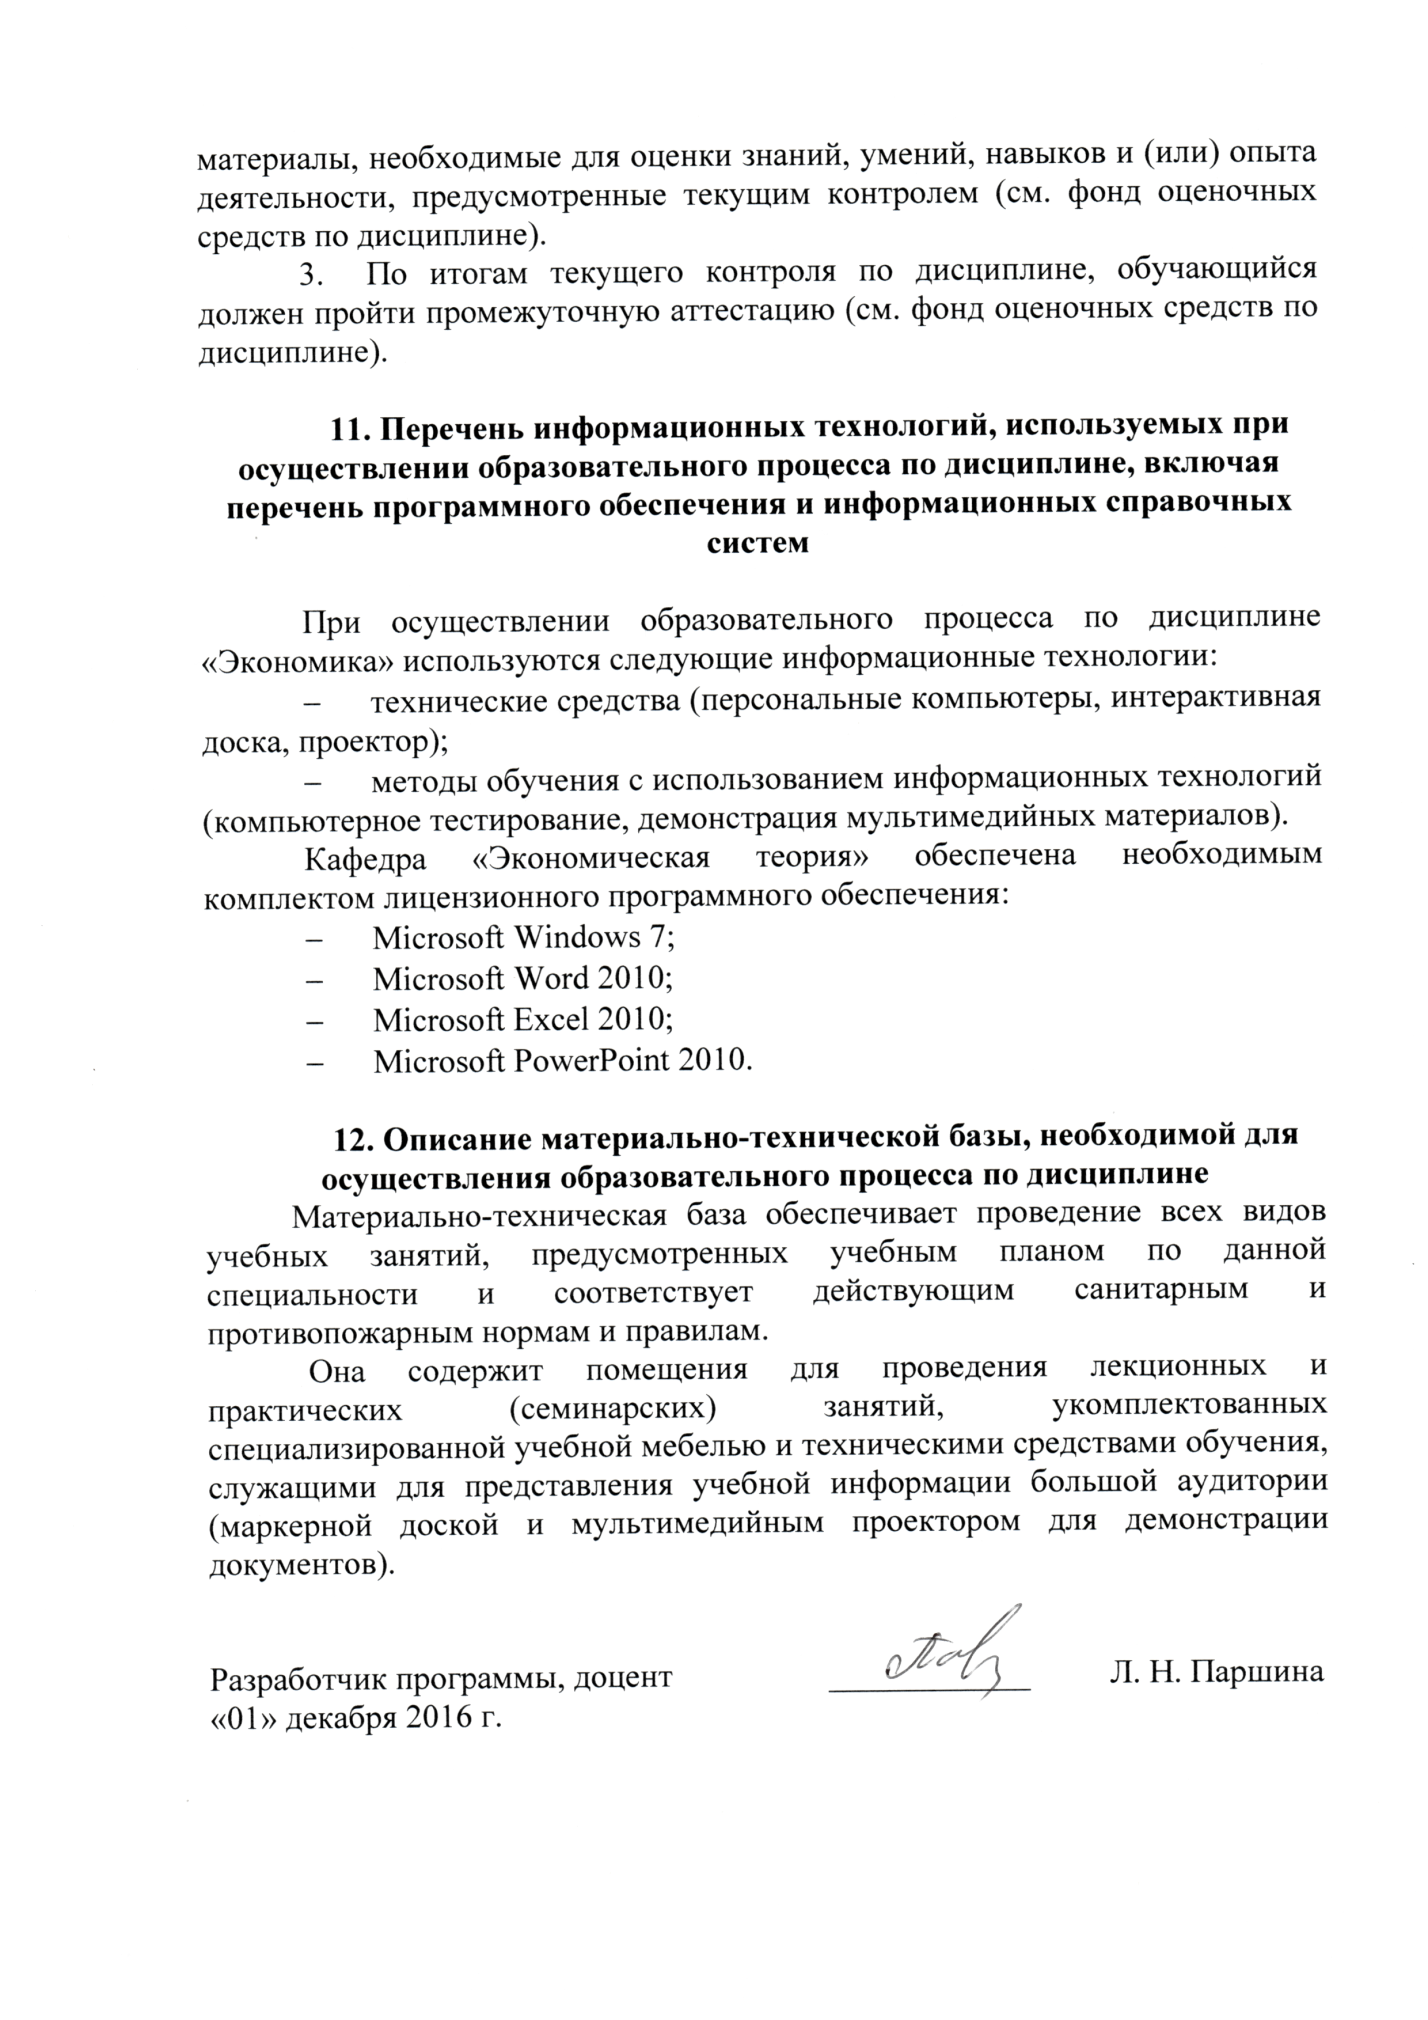 материалы, необходимые для оценки знаний, умений, навыков и (или) опыта
деятельности, предусмотренные текущим контролем (см. фонд оценочных
средств по дисциплине).
3. По итогам текущего контроля по дисциплине, обучающийся
должен пройти промежуточную аттестацию (см. фонд оценочных средств по
дисциплине).
11. Перечень информационных технологий, используемых при
осуществлении образовательного процесса по дисциплине, включая
перечень программного обеспечения и информационных справочных
систем
При осуществлении образовательного процесса по дисциплине
«Экономика» используются следующие информационные технологии:
– технические средства (персональные компьютеры, интерактивная
доска, проектор);
– методы обучения с использованием информационных технологий
(компьютерное тестирование, демонстрация мультимедийных материалов).
Кафедра «Экономическая теория» обеспечена необходимым
комплектом лицензионного программного обеспечения:
– Microsoft Windows 7;
– Microsoft Word 2010;
– Microsoft Excel 2010;
– Microsoft PowerPoint 2010.
12. Описание материально-технической базы, необходимой для
осуществления образовательного процесса по дисциплине
Материально-техническая база обеспечивает проведение всех видов
учебных занятий, предусмотренных учебным планом по данной
специальности и соответствует действующим санитарным и
противопожарным нормам и правилам.
Она содержит помещения для проведения лекционных и
практических (семинарских) занятий, укомплектованных
специализированной учебной мебелью и техническими средствами обучения,
служащими для представления учебной информации большой аудитории
(маркерной доской и мультимедийным проектором для демонстрации
документов).
Разработчик программы, доцент Л. Н. Паршина
«01» декабря 2016 г.